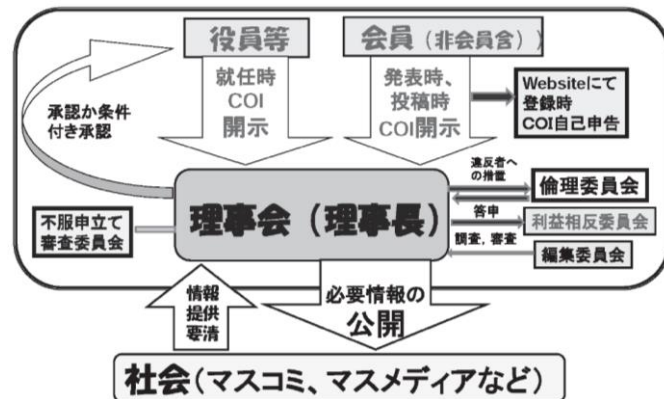 役員等
会員（非会員含）)
就任時
COI
開示
発表時、
投稿時
COI開示
Websiteにて
登録時
COI自己申告
承認か条件
付き承認
違反者へ
の措置
倫理委員会
不服申立て
審査委員会
理事会（理事長）
答申
利益相反委員会
調査，審査
編集委員会
情報
提供
要請
必要情報の
公開
社会(マスコミ、マスメディアなど)